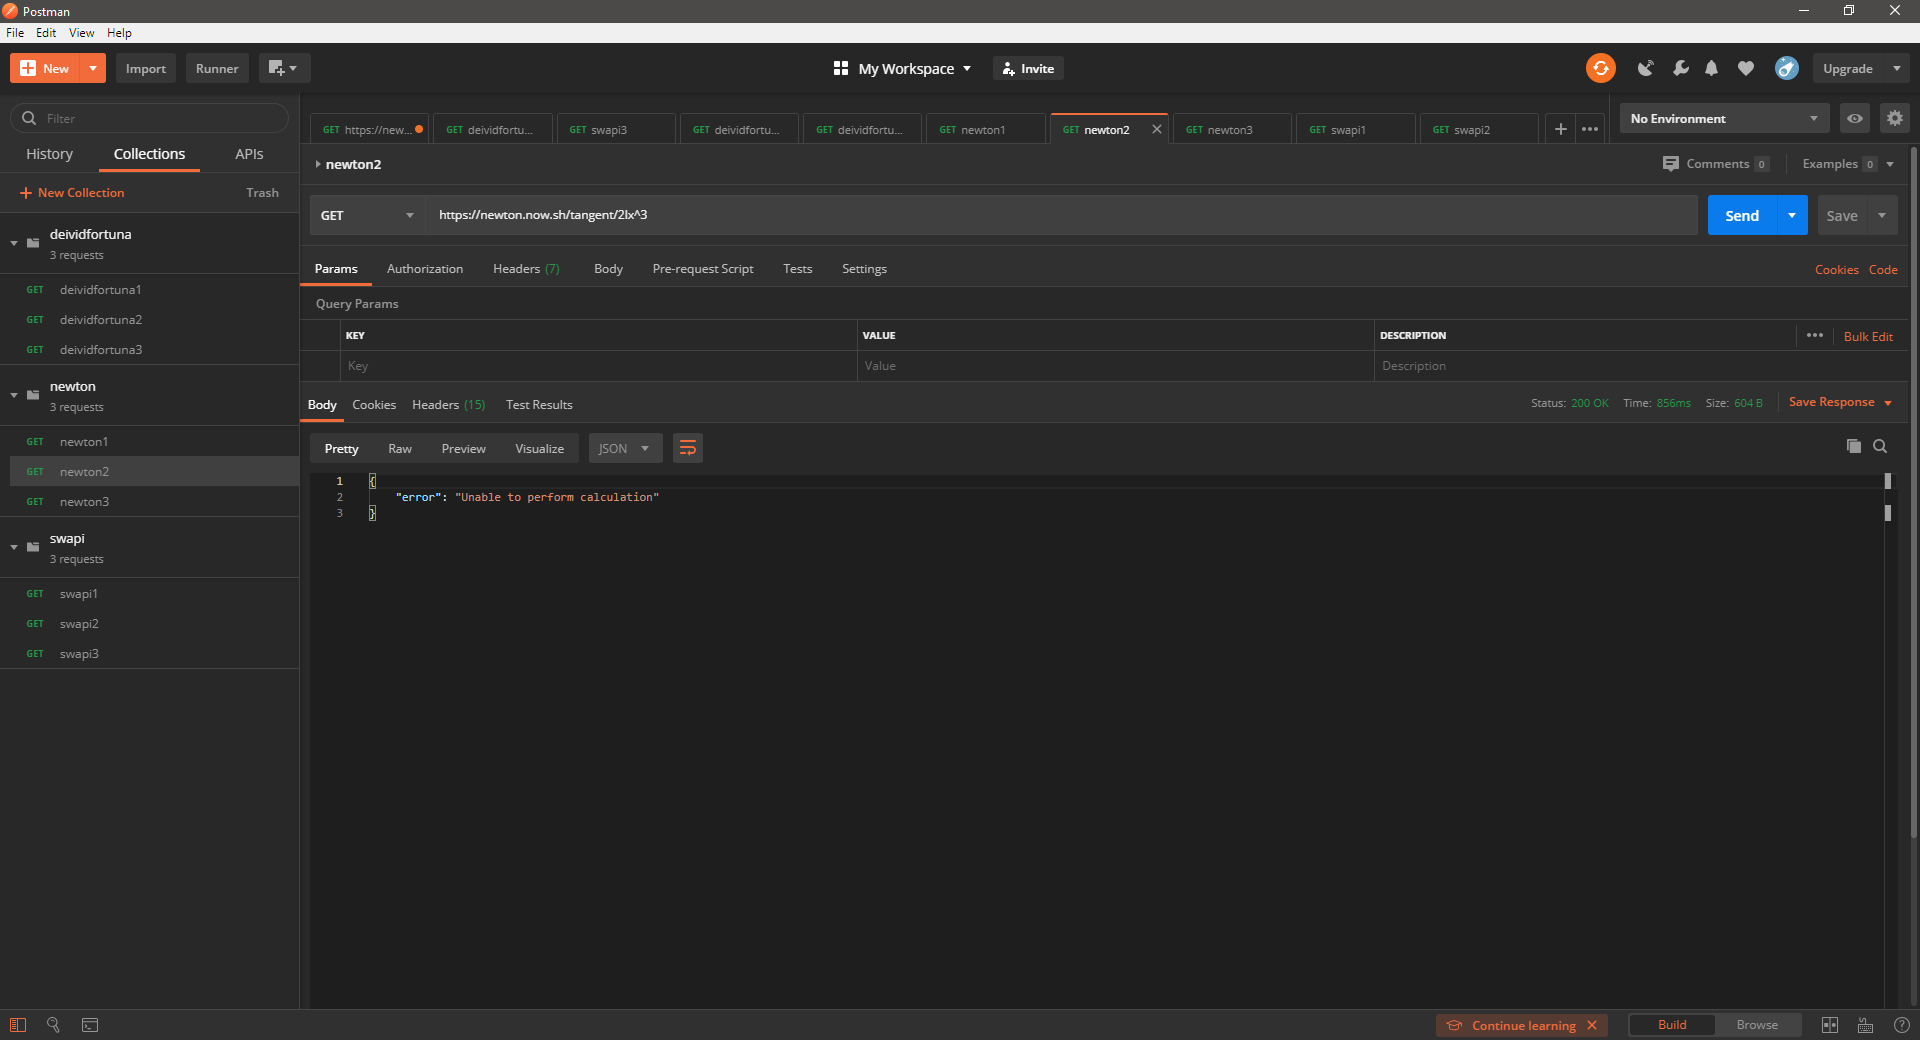 Postman
File Edit View Help
New Import Runner My Workspace Invite Upgrade
Filter
History Collections APIs
New Collection Trash
deividfortuna
3 requests
GET deividfortuna1
GET deividfortuna2
GET deividfortuna3
newton
3 requests
GET newton1
GET newton2
GET newton3
swapi
3 requests
GET swapi1
GET swapi2
GET swapi3
GET https://new... GET deividfortu... GET swapi3 GET deividfortu... GET deividfortu... GET newton1 GET newton2 GET newton3 GET swapi1 GET swapi2
No Environment
newton2 Comments 0 Examples 0
GET https://newton.now.sh/tangent/2lx^3 Send Save
Params Authorization Headers (7) Body Pre-request Script Tests Settings Cookies Code
Query Params
KEY VALUE DESCRIPTION Bulk Edit
Key Value Description
Body Cookies Headers (15) Test Results Status: 200 OK Time: 856ms Size: 604 B Save Response
Pretty Raw Preview Visualize JSON
1 {
2 "error": "Unable to perform calculation"
3 }
Continue learning Build Browse